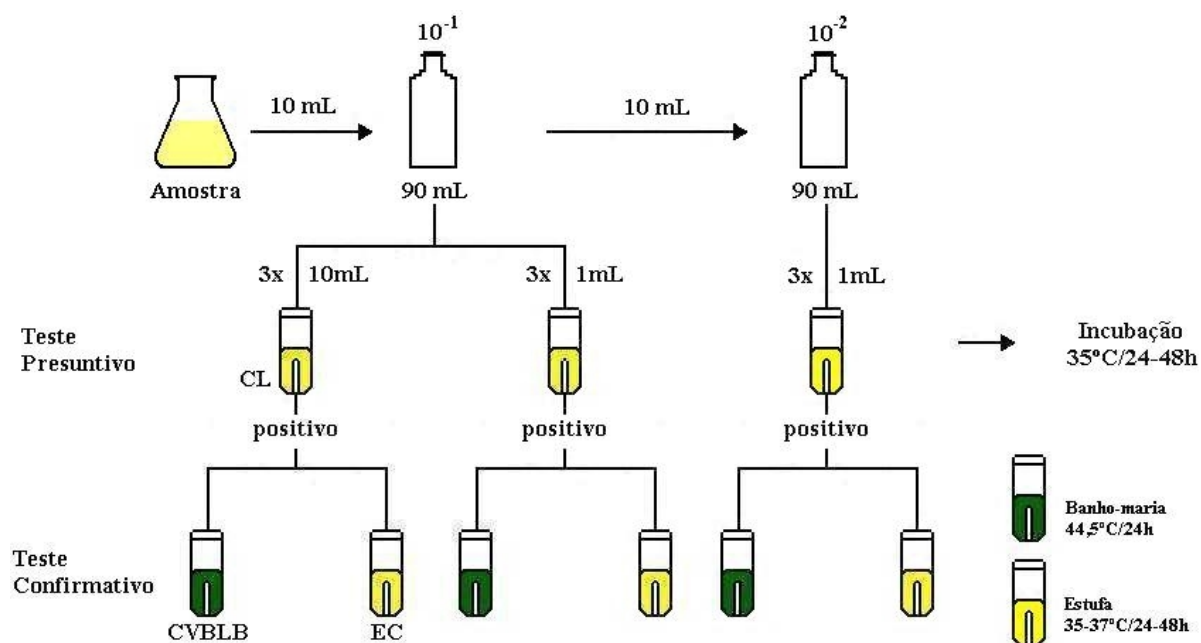 10-1
10-2
10 mL
10 mL
Amostra
90 mL
90 mL
3x 10mL
3x 1mL
3x 1mL
Teste
Presuntivo
CL
Incubação
35°C/24-48h
positivo
positivo
positivo
Banho-maria
44,5°C/24h
Teste
Confirmativo
CVBLB
EC
Estufa
35-37°C/24-48h